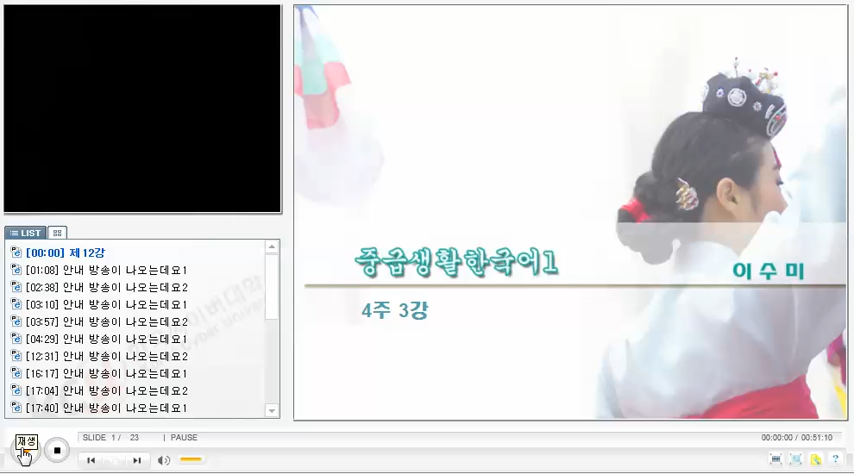 중급생활한국어1
이 수 미
4주 3강
LIST
[00:00] 제 12강
[01:08] 안내 방송이 나오는데요1
[02:38] 안내 방송이 나오는데요2
[03:10] 안내 방송이 나오는데요1
[03:57] 안내 방송이 나오는데요2
[04:29] 안내 방송이 나오는데요1
[12:31] 안내 방송이 나오는데요2
[16:17] 안내 방송이 나오는데요1
[17:04] 안내 방송이 나오는데요2
[17:40] 안내 방송이 나오는데요1
재생
SLIDE 1 / 23 | PAUSE
00:00:00 / 00:51:10